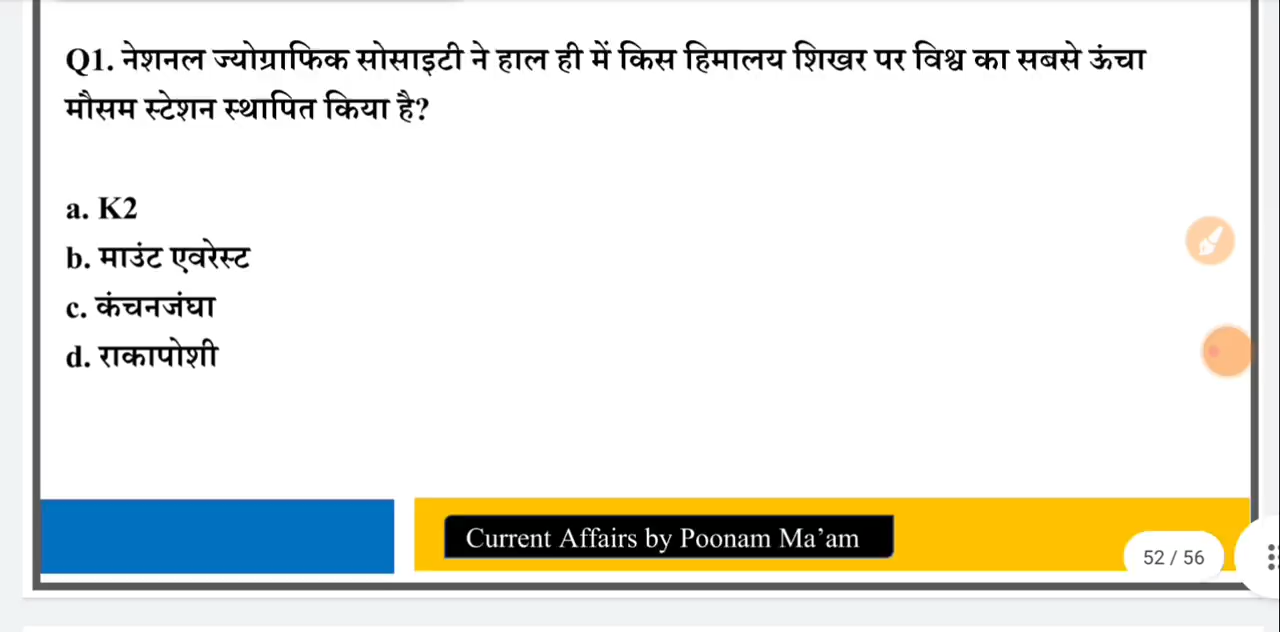 Q1. नेशनल ज्योग्राफिक सोसाइटी ने हाल ही में किस हिमालय शिखर पर विश्व का सबसे ऊंचा
मौसम स्टेशन स्थापित किया है?
a. K2
b. माउंट एवरेस्ट
c. कंचनजंघा
d. राकापोशी
Current Affairs by Poonam Ma’am
52 / 56